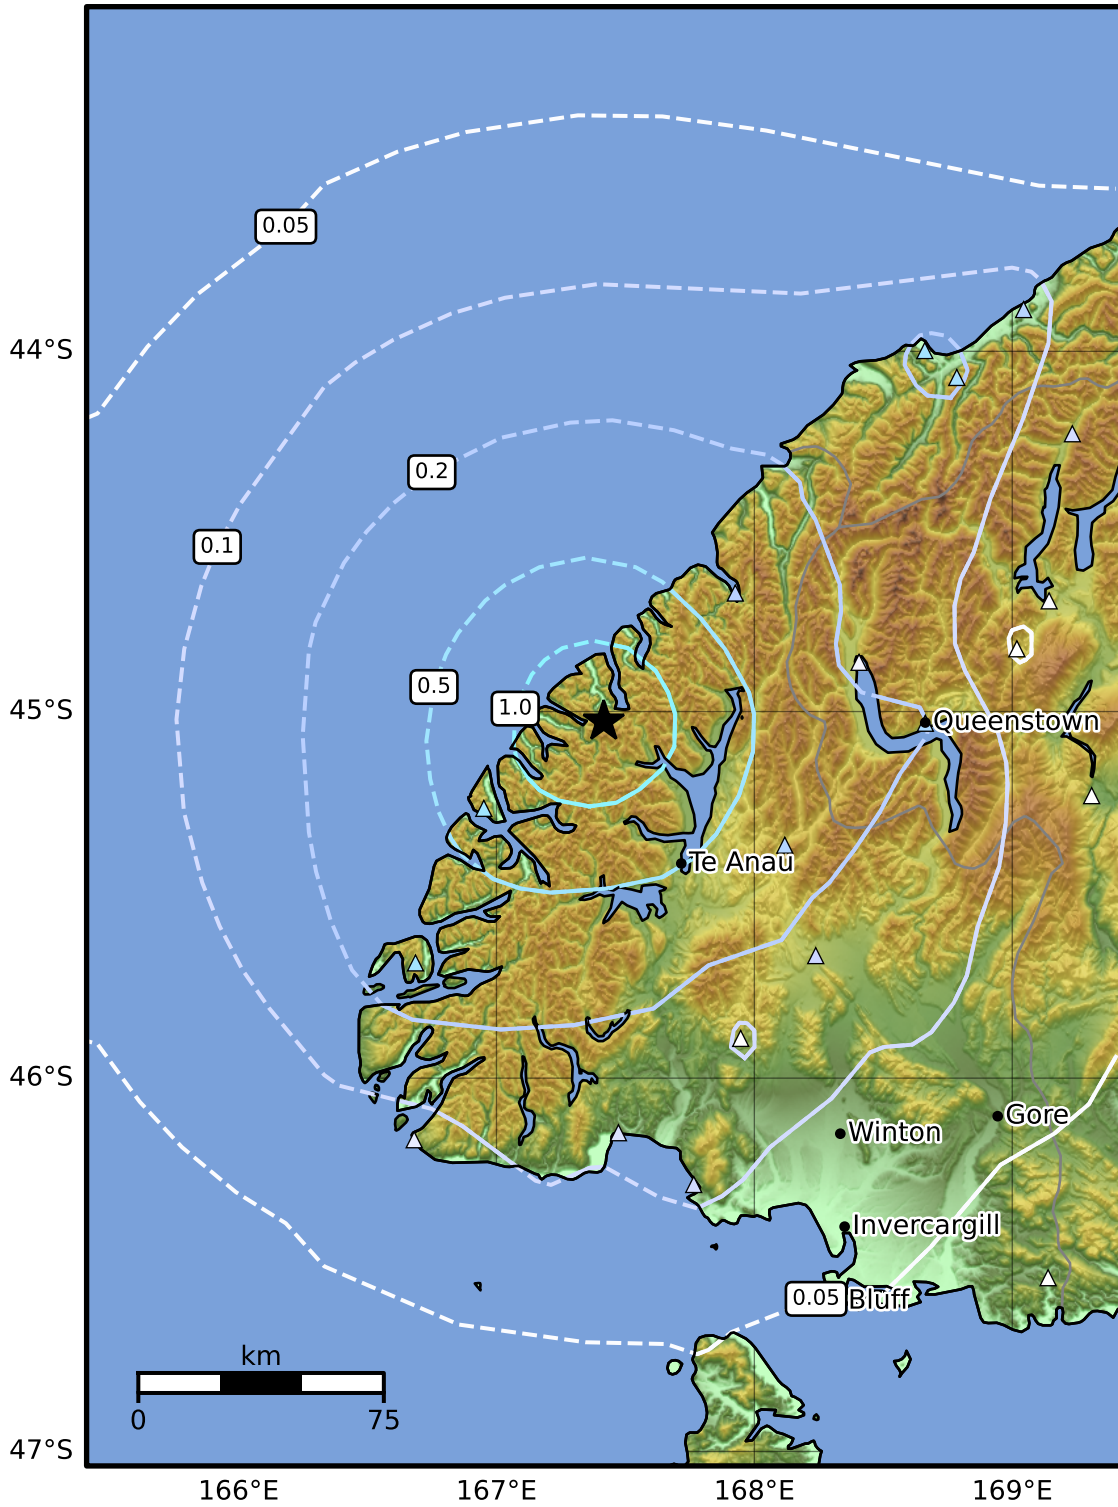 0.05
44°S
0.2
0.1
0.5
1.0
45°S
Queenstown
Te Anau
46°S
Gore
Winton
Invercargill
0.05
Bluff
km
0
75
47°S
166°E
167°E
168°E
169°E